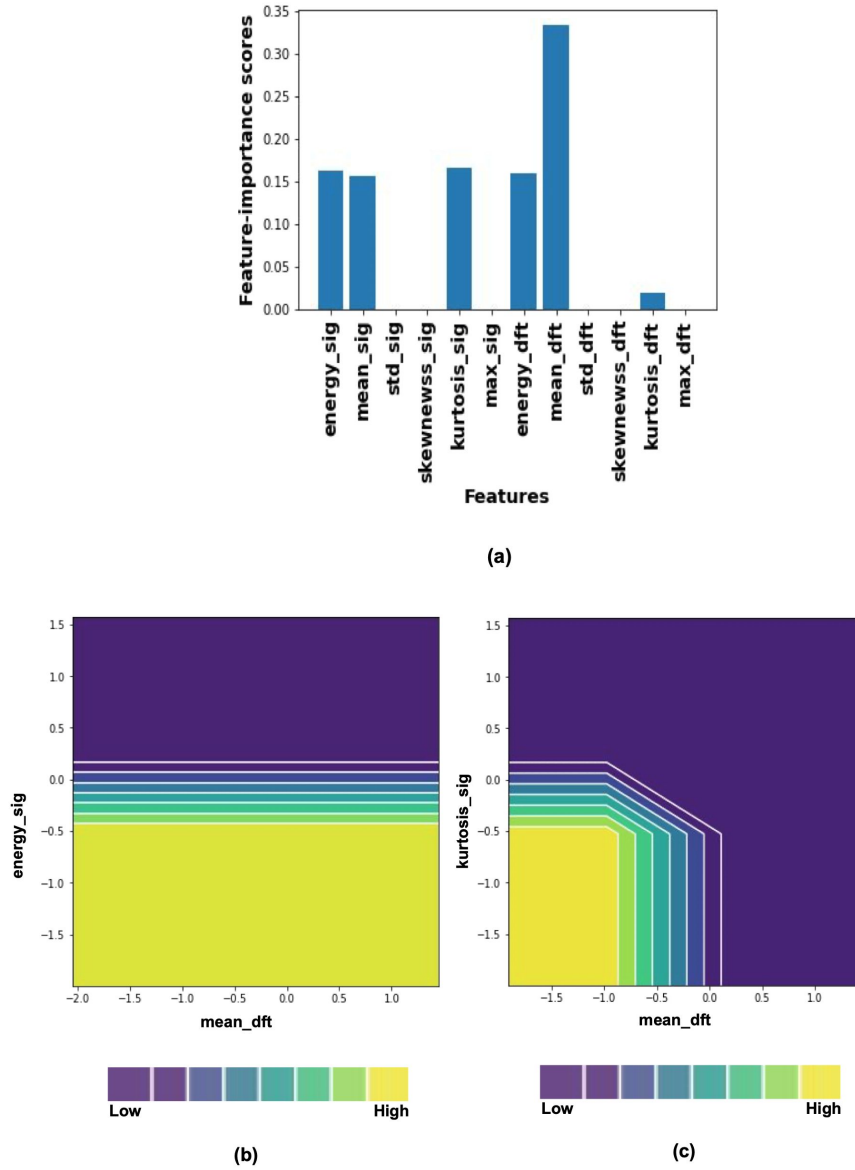 0.35
0.30
0.25
0.20
0.15
0.10
0.05
0.00
Feature-importance scores
energy_sig
mean_sig
std_sig
skewnewss_sig
kurtosis_sig
max_sig
energy_dft
mean_dft
std_dft
skewnewss_dft
kurtosis_dft
max_dft
Features
(a)
1.5
1.0
0.5
0.0
−0.5
−1.0
−1.5
energy_sig
−2.0 −1.5 −1.0 −0.5 0.0 0.5 1.0
mean_dft
Low High
(b)
1.5
1.0
0.5
0.0
−0.5
−1.0
−1.5
kurtosis_sig
−1.5 −1.0 −0.5 0.0 0.5 1.0
mean_dft
Low High
(c)